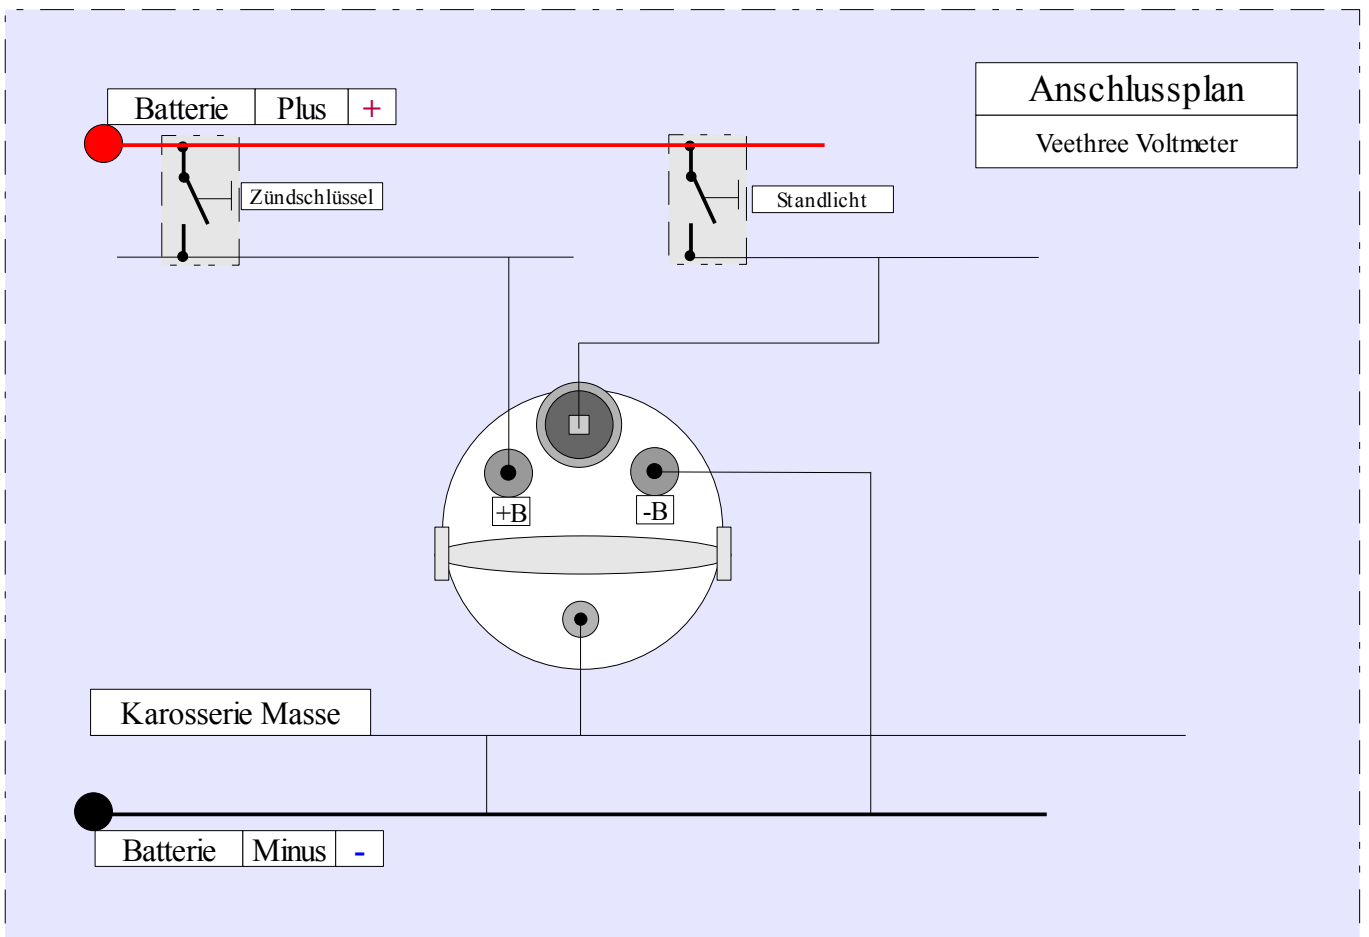 Anschlussplan
Veethree Voltmeter
Batterie Plus +
Zündschlüssel
Standlicht
+B
-B
Karosserie Masse
Batterie Minus -